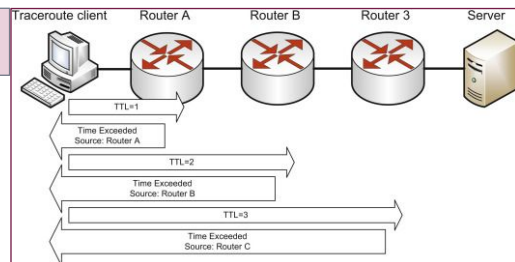 Traceroute client Router A Router B Router 3 Server
TTL=1
Time Exceeded
Source: Router A
TTL=2
Time Exceeded
Source: Router B
TTL=3
Time Exceeded
Source: Router C